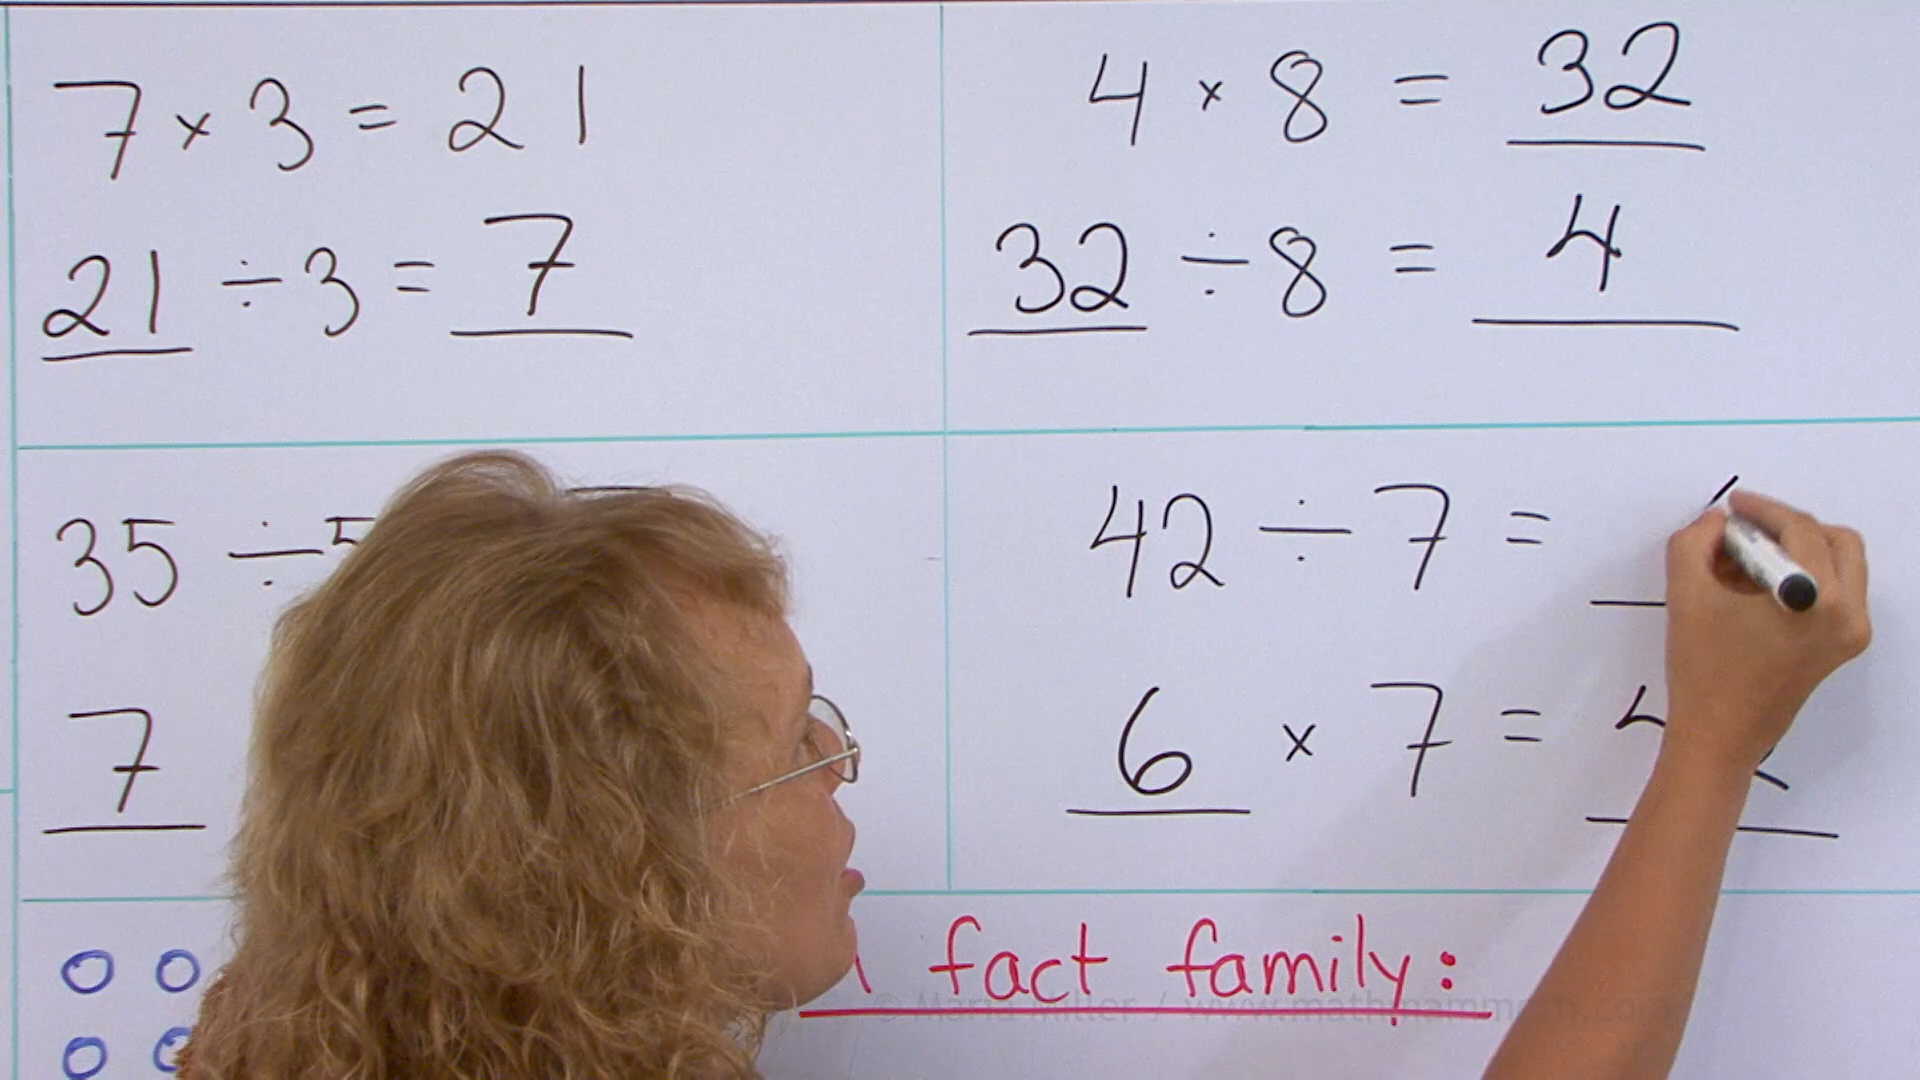 7 × 3 = 21
21 ÷ 3 = 7
4 × 8 = 32
32 ÷ 8 = 4
35 ÷ 5
7
42 ÷ 7 =
6 × 7 = 42
fact family:
© Maria Miller / www.mathmammoth.com